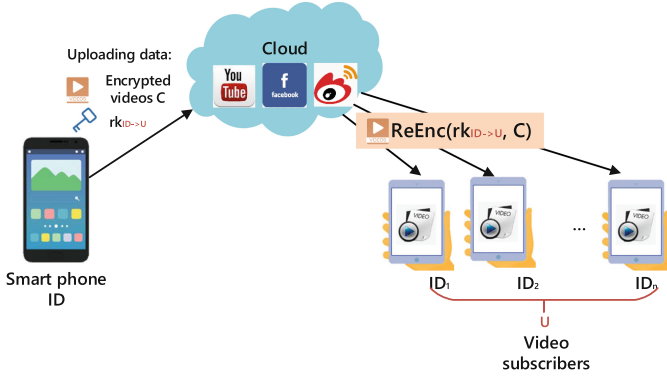 Uploading data:
Encrypted
videos C
rkID->U
Cloud
You
Tube
f
facebook
ReEnc(rkID->U, C)
Smart phone
ID
VIDEO
VIDEO
...
VIDEO
ID1
ID2
IDn
U
Video
subscribers